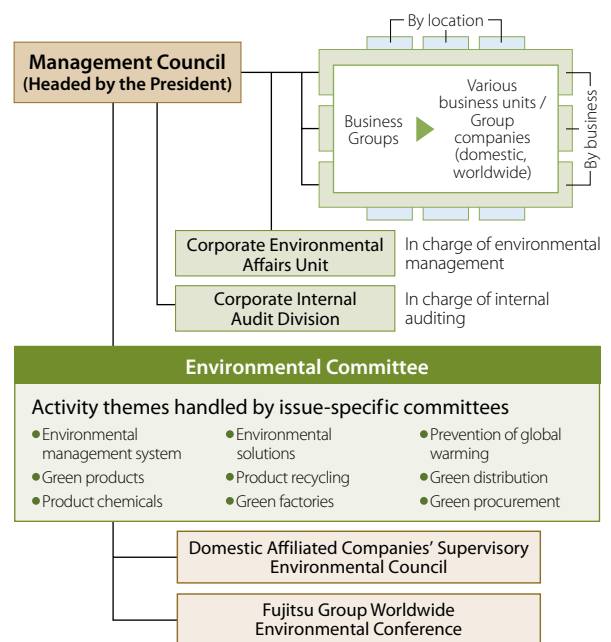 By location
Management Council
(Headed by the President)
Business
Groups
Various
business units /
Group
companies
(domestic,
worldwide)
By business
Corporate Environmental
Affairs Unit
In charge of environmental
management
Corporate Internal
Audit Division
In charge of internal
auditing
Environmental Committee
Activity themes handled by issue-specific committees
●Environmental
management system
●Green products
●Product chemicals
●Environmental
solutions
●Product recycling
●Green factories
●Prevention of global
warming
●Green distribution
●Green procurement
Domestic Affiliated Companies’ Supervisory
Environmental Council
Fujitsu Group Worldwide
Environmental Conference